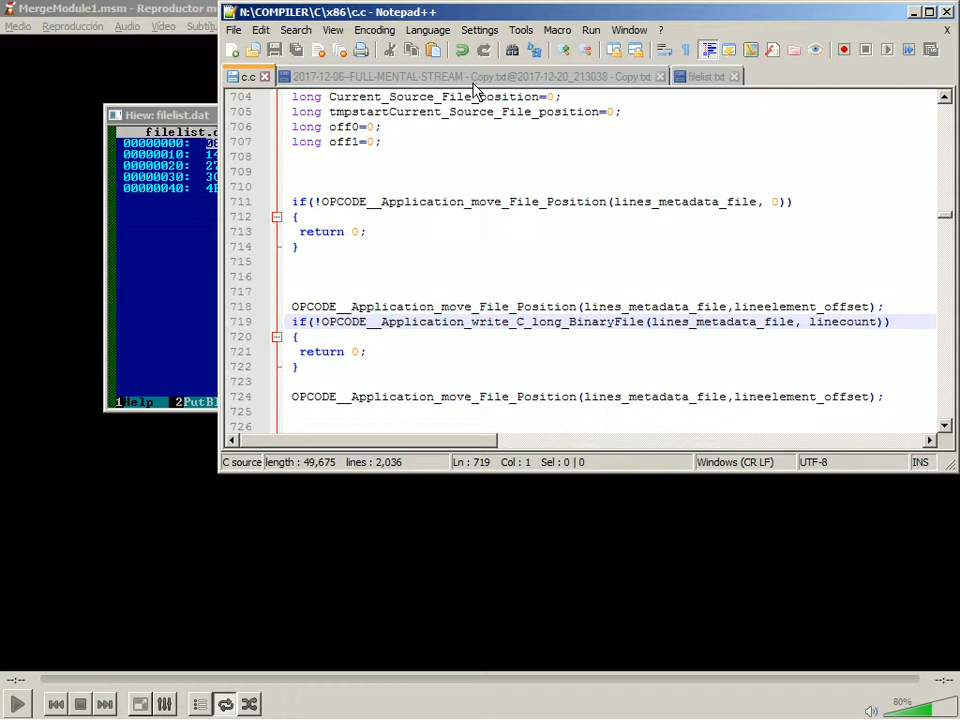 MergeModule1.msm - Reproductor m
Medio Reproducción Audio Vídeo Su
N:\COMPILER\C\x86\c.c - Notepad++
File Edit Search View Encoding Language Settings Tools Macro Run Window ? X
c.c 2017-12-06--FULL-MENTAL-STREAM - Copy.txt@2017-12-20_213038 - Copy.txt filelist.txt
Hiew: filelist.dat
filelist.d
00000000: 08
00000010: 14
00000020: 27
00000030: 3C
00000040:
1Help 2PutBl
704 long Current_Source_File_position=0;
705 long tmpstartCurrent_Source_File_position=0;
706 long off0=0;
707 long off1=0;
708
709
710
711 if(!OPCODE__Application_move_File_Position(lines_metadata_file, 0))
712 {
713 return 0;
714 }
715
716
717
718 OPCODE__Application_move_File_Position(lines_metadata_file,lineelement_offset);
719 if(!OPCODE__Application_write_C_long_BinaryFile(lines_metadata_file, linecount))
720 {
721 return 0;
722 }
723
724 OPCODE__Application_move_File_Position(lines_metadata_file,lineelement_offset);
725
726
C source length : 49,675 lines : 2,036 Ln : 719 Col : 1 Sel : 0 | 0 Windows (CR LF) UTF-8 INS
--:-- --:--
80%